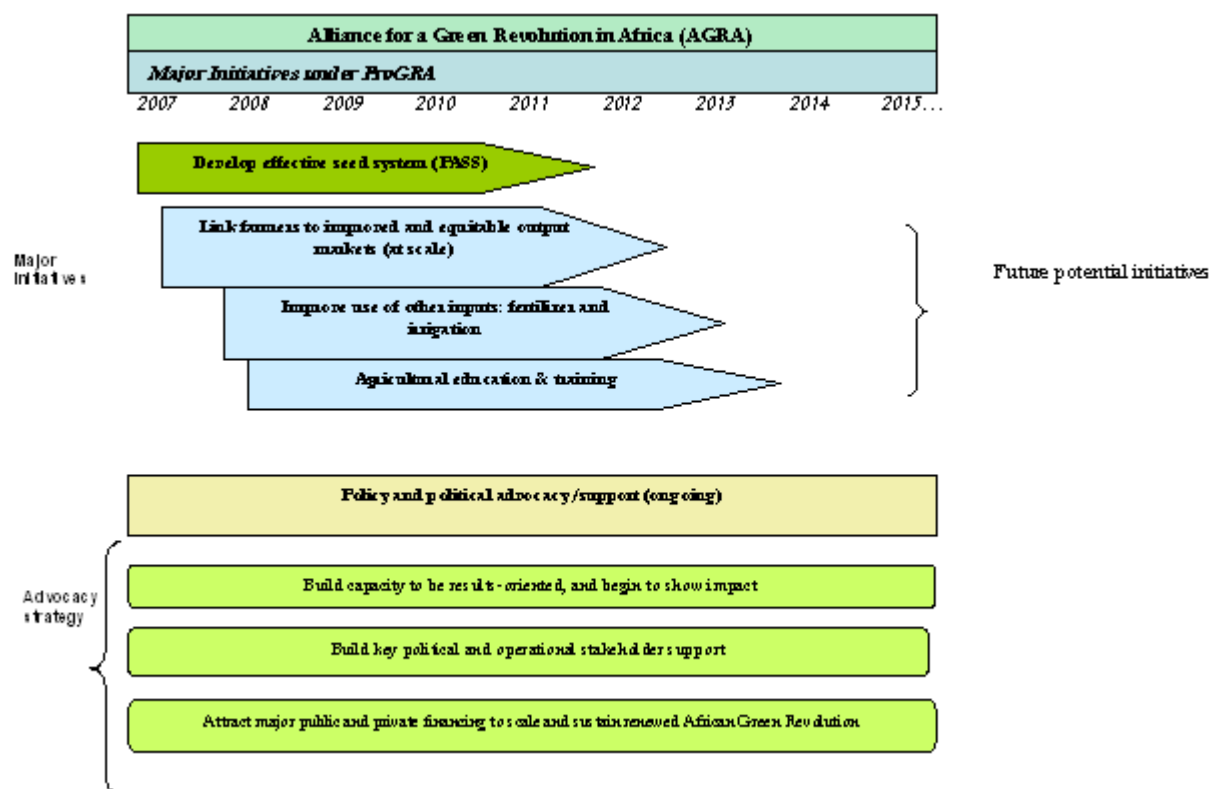 Alliance for a Green Revolution in Africa (AGRA)
Major Initiatives under ProGRA
2007 2008 2009 2010 2011 2012 2013 2014 2015...
Develop effective seed system (PASS)
Link farmers to improved and equitable output
markets (at scale)
Major
Initiatives
Future potential initiatives
Improve use of other inputs: fertilizer and
irrigation
Agricultural education & training
Policy and political advocacy/support (ongoing)
Build capacity to be results-oriented, and begin to show impact
Advocacy
strategy
Build key political and operational stakeholder support
Attract major public and private financing to scale and sustain renewed African Green Revolution